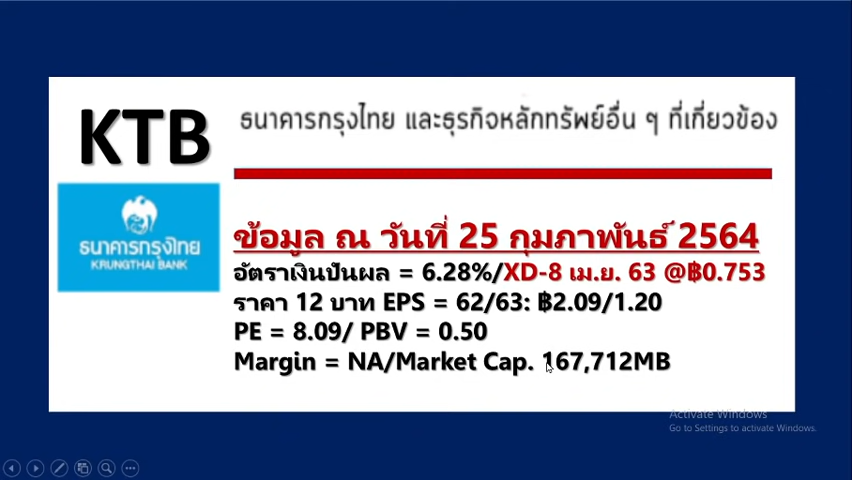 KTB
ธนาคารกรุงไทย และธุรกิจหลักทรัพย์อื่น ๆ ที่เกี่ยวข้อง
ธนาคารกรุงไทย
KRUNGTHAI BANK
ข้อมูล ณ วันที่ 25 กุมภาพันธ์ 2564
อัตราเงินปันผล = 6.28%/XD-8 เม.ย. 63 @฿0.753
ราคา 12 บาท EPS = 62/63: ฿2.09/1.20
PE = 8.09/ PBV = 0.50
Margin = NA/Market Cap. 167,712MB
Activate Windows
Go to Settings to activate Windows.